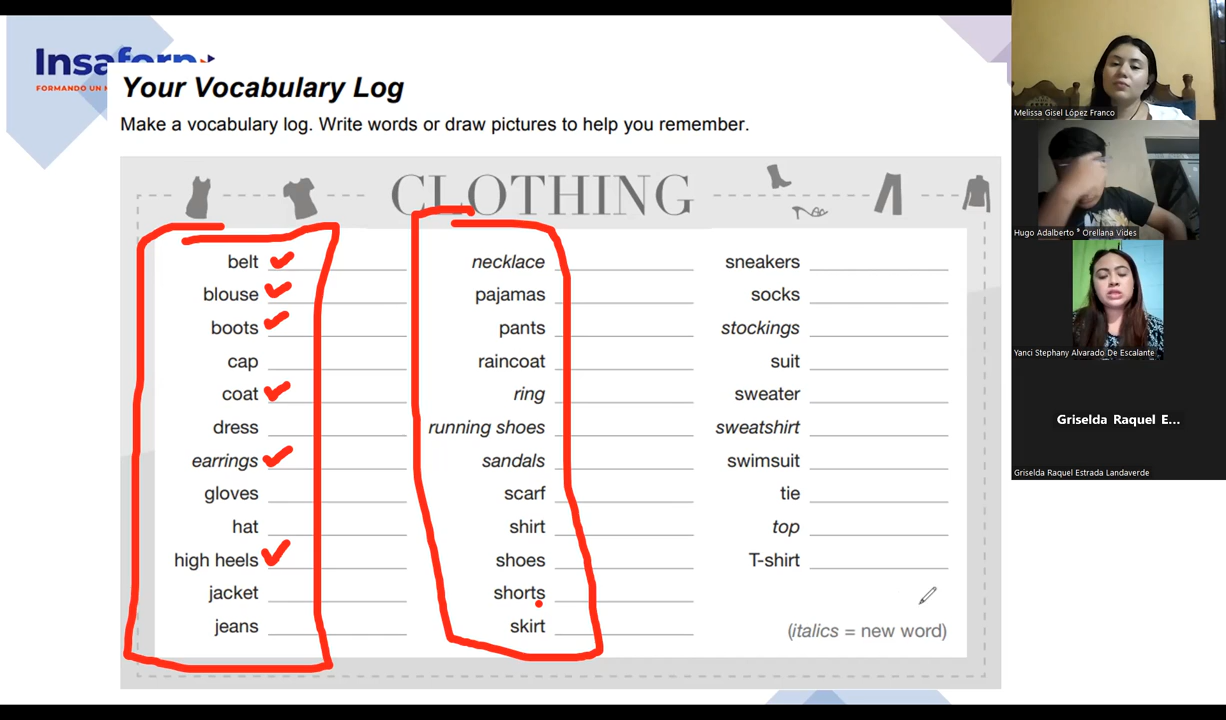 Insaforp
FORMANDO UN
Your Vocabulary Log
Make a vocabulary log. Write words or draw pictures to help you remember.
CLOTHING
belt
blouse
boots
cap
coat
dress
earrings
gloves
hat
high heels
jacket
jeans
necklace
pajamas
pants
raincoat
ring
running shoes
sandals
scarf
shirt
shoes
shorts
skirt
sneakers
socks
stockings
suit
sweater
sweatshirt
swimsuit
tie
top
T-shirt
(italics = new word)
Melissa Gisel López Franco
Hugo Adalberto * Orellana Vides
Yanci Stephany Alvarado De Escalante
Griselda Raquel E...
Griselda Raquel Estrada Landaverde